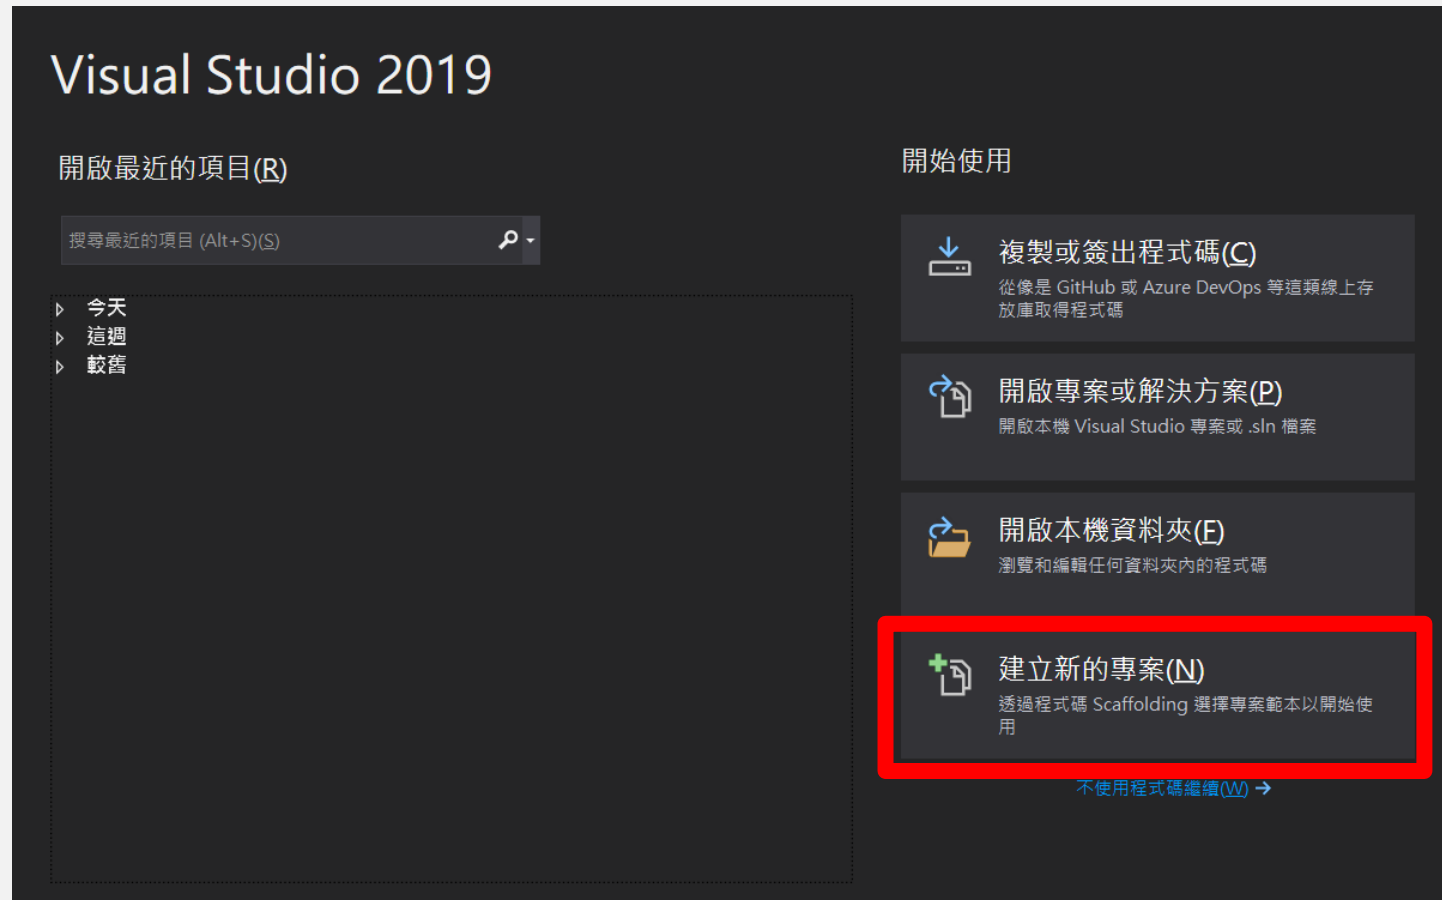 Visual Studio 2019
開啟最近的項目(R)
搜尋最近的項目 (Alt+S)(S)
今天
這週
較舊
開始使用
複製或簽出程式碼(C)
從像是 GitHub 或 Azure DevOps 等這類線上存
放庫取得程式碼
開啟專案或解決方案(P)
開啟本機 Visual Studio 專案或 .sln 檔案
開啟本機資料夾(F)
瀏覽和編輯任何資料夾內的程式碼
建立新的專案(N)
透過程式碼 Scaffolding 選擇專案範本以開始使
用
不使用程式碼繼續(W) →